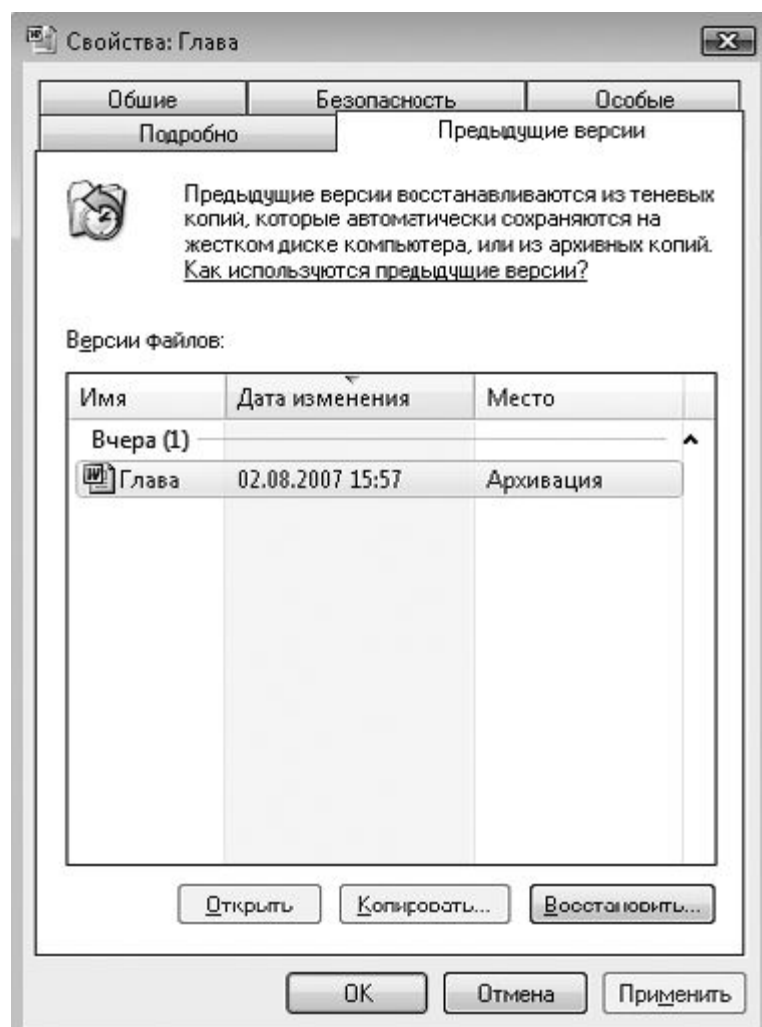 Свойства: Глава
Общие Безопасность Особые
Подробно Предыдущие версии
Предыдущие версии восстанавливаются из теневых
копий, которые автоматически сохраняются на
жестком диске компьютера, или из архивных копий.
Как используются предыдущие версии?
Версии файлов:
Имя Дата изменения Место
Вчера (1)
Глава 02.08.2007 15:57 Архивация
Открыть Копировать... Восстановить...
ОК Отмена Применить